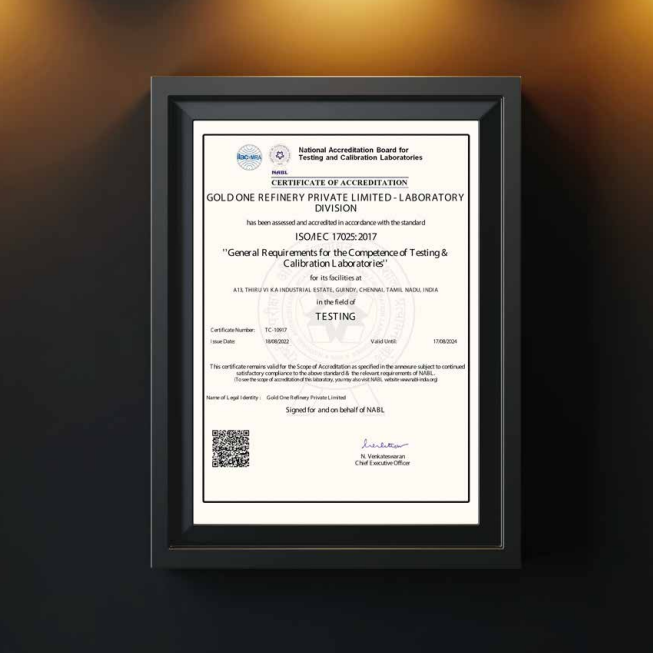 ilac-MRA
NABL
National Accreditation Board for
Testing and Calibration Laboratories
CERTIFICATE OF ACCREDITATION
GOLD ONE REFINERY PRIVATE LIMITED - LABORATORY
DIVISION
has been assessed and accredited in accordance with the standard
ISO/IEC 17025:2017
"General Requirements for the Competence of Testing &
Calibration Laboratories"
for its facilities at
A13, THIRU VI KA INDUSTRIAL ESTATE, GUINDY, CHENNAI, TAMIL NADU, INDIA
in the field of
TESTING
Certificate Number: TC-10917
Issue Date: 18/08/2022 Valid Until: 17/08/2024
This certificate remains valid for the Scope of Accreditation as specified in the annexure subject to continued
satisfactory compliance to the above standard & the relevant requirements of NABL.
(To see the scope of accreditation of this laboratory, you may also visit NABL website www.nabl-india.org)
Name of Legal Identity : Gold One Refinery Private Limited
Signed for and on behalf of NABL
N. Venkateswaran
Chief Executive Officer